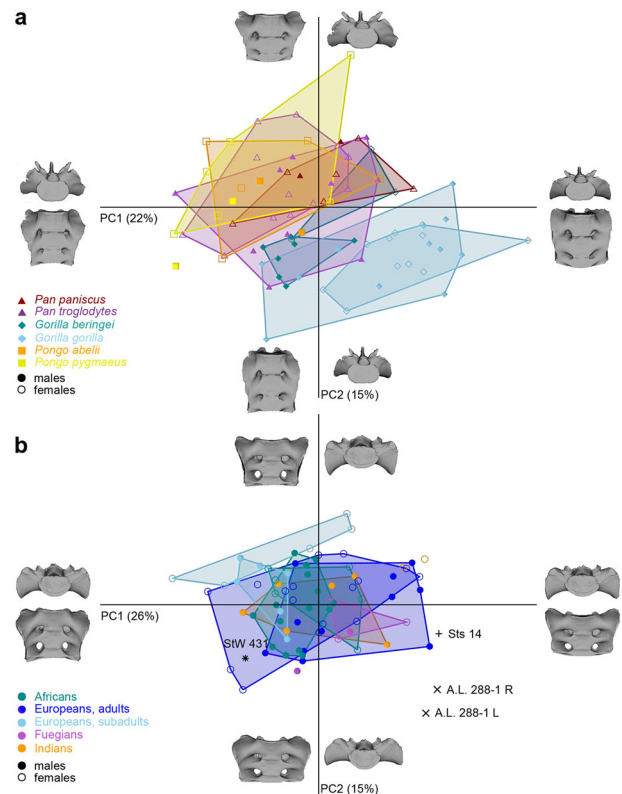 a
PC1 (22%)
Pan paniscus
Pan troglodytes
Gorilla beringei
Gorilla gorilla
Pongo abelii
Pongo pygmaeus
males
females
PC2 (15%)
b
PC1 (26%)
StW 431
Sts 14
A.L. 288-1 R
A.L. 288-1 L
Africans
Europeans, adults
Europeans, subadults
Fuegians
Indians
males
females
PC2 (15%)